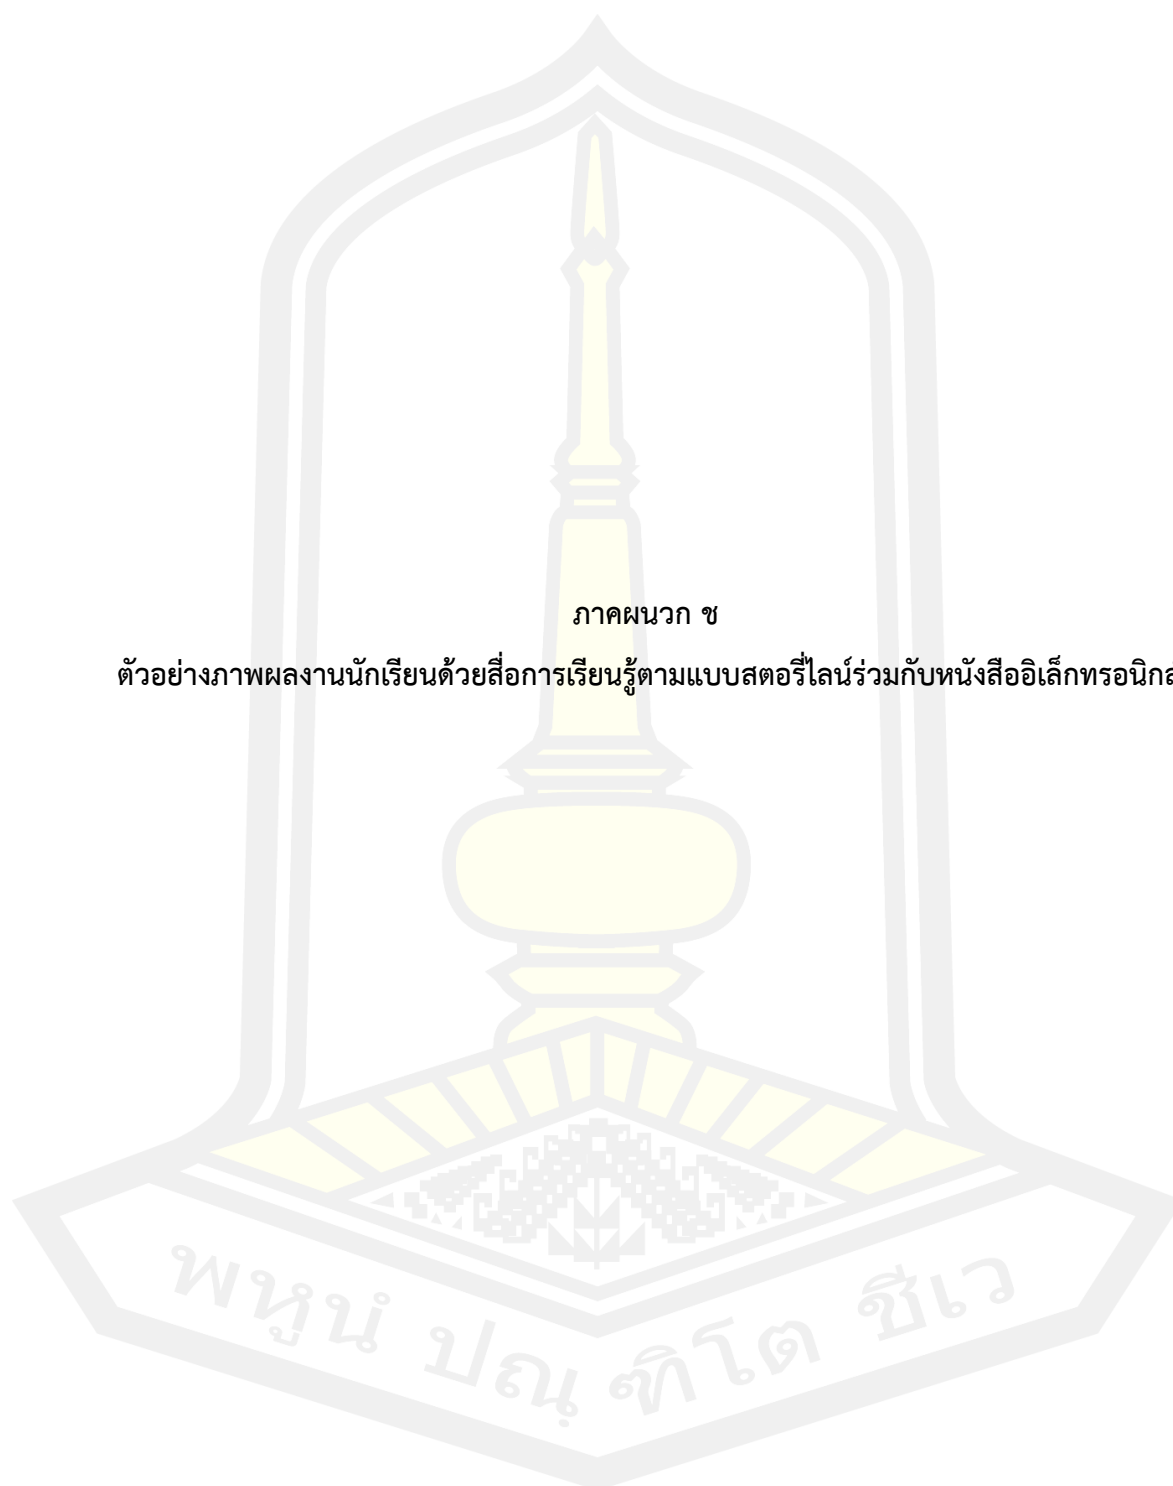 ภาคผนวก ช
ตัวอย่างภาพผลงานนักเรียนด้วยสื่อการเรียนรู้ตามแบบสตอรี่ไลน์ร่วมกับหนังสืออิเล็กทรอนิกส์
พหูนํ ปณฺฑิโต ชีเว